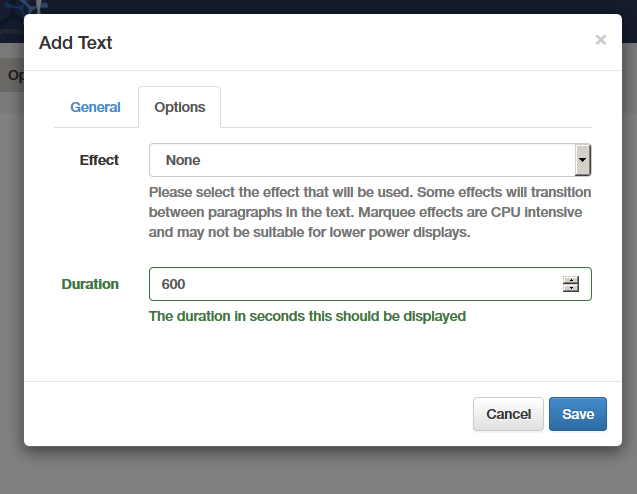 Add Text
×
Op
General
Options
Effect
None
Please select the effect that will be used. Some effects will transition
between paragraphs in the text. Marquee effects are CPU intensive
and may not be suitable for lower power displays.
Duration
600
The duration in seconds this should be displayed
Cancel
Save